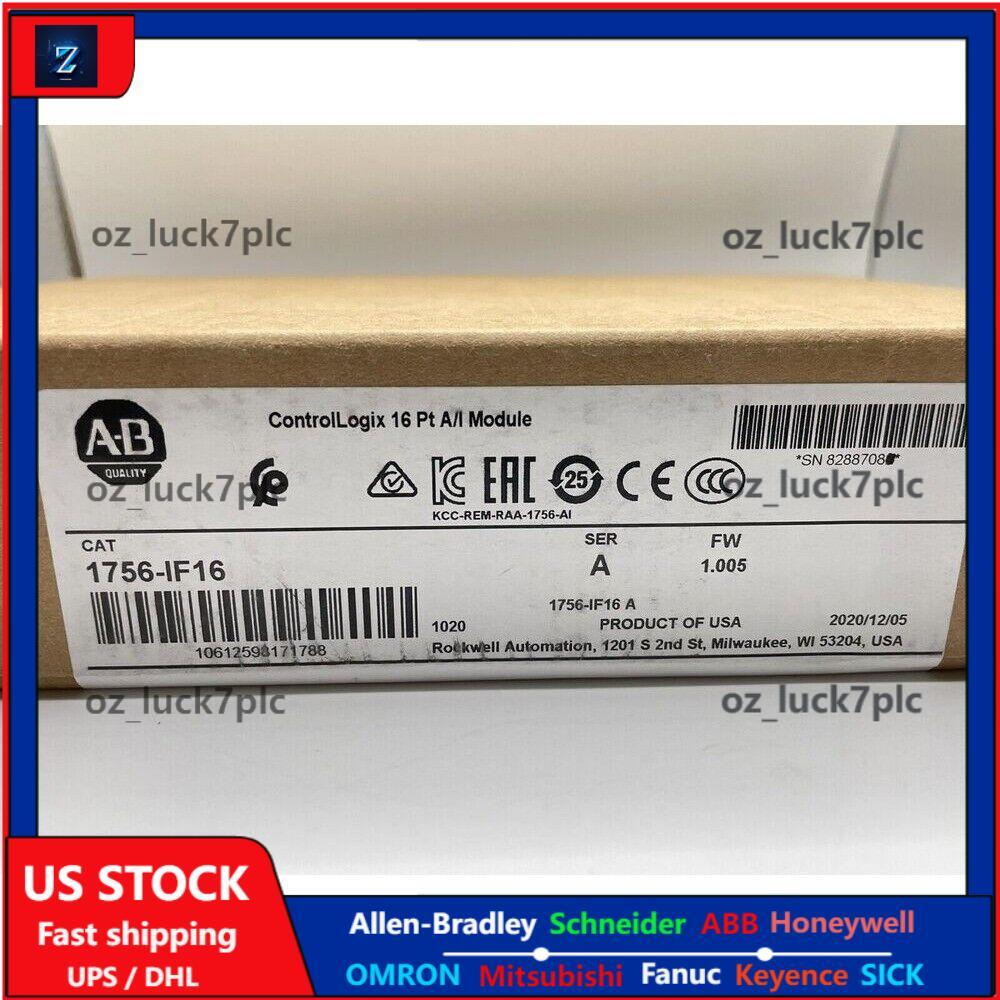 Z
oz_luck7plc oz_luck7plc
ControlLogix 16 Pt A/I Module
A-B
QUALITY
25
*SN 8288708
oz_luck7plc oz_luck7plc
KCC-REM-RAA-1756-AI
CAT SER FW
1756-IF16 A 1.005
1756-IF16 A
1020 PRODUCT OF USA 2020/12/05
10612598171788 Rockwell Automation, 1201 S 2nd St, Milwaukee, WI 53204, USA
oz_luck7plc oz_luck7plc
US STOCK
Fast shipping
UPS / DHL
Allen-Bradley Schneider ABB Honeywell
OMRON Mitsubishi Fanuc Keyence SICK